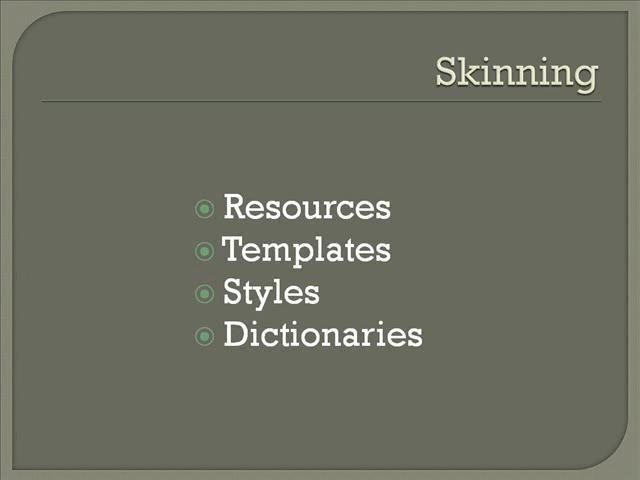 Skinning
Resources
Templates
Styles
Dictionaries